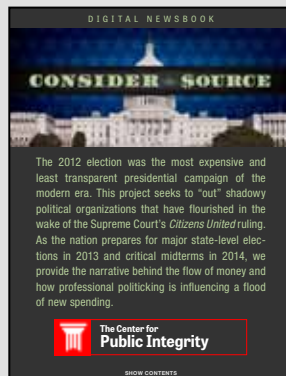 DIGITAL NEWSBOOK
CONSIDER THE SOURCE
The 2012 election was the most expensive and
least transparent presidential campaign of the
modern era. This project seeks to “out” shadowy
political organizations that have flourished in the
wake of the Supreme Court’s Citizens United ruling.
As the nation prepares for major state-level elec-
tions in 2013 and critical midterms in 2014, we
provide the narrative behind the flow of money and
how professional politicking is influencing a flood
of new spending.
The Center for
Public Integrity
SHOW CONTENTS